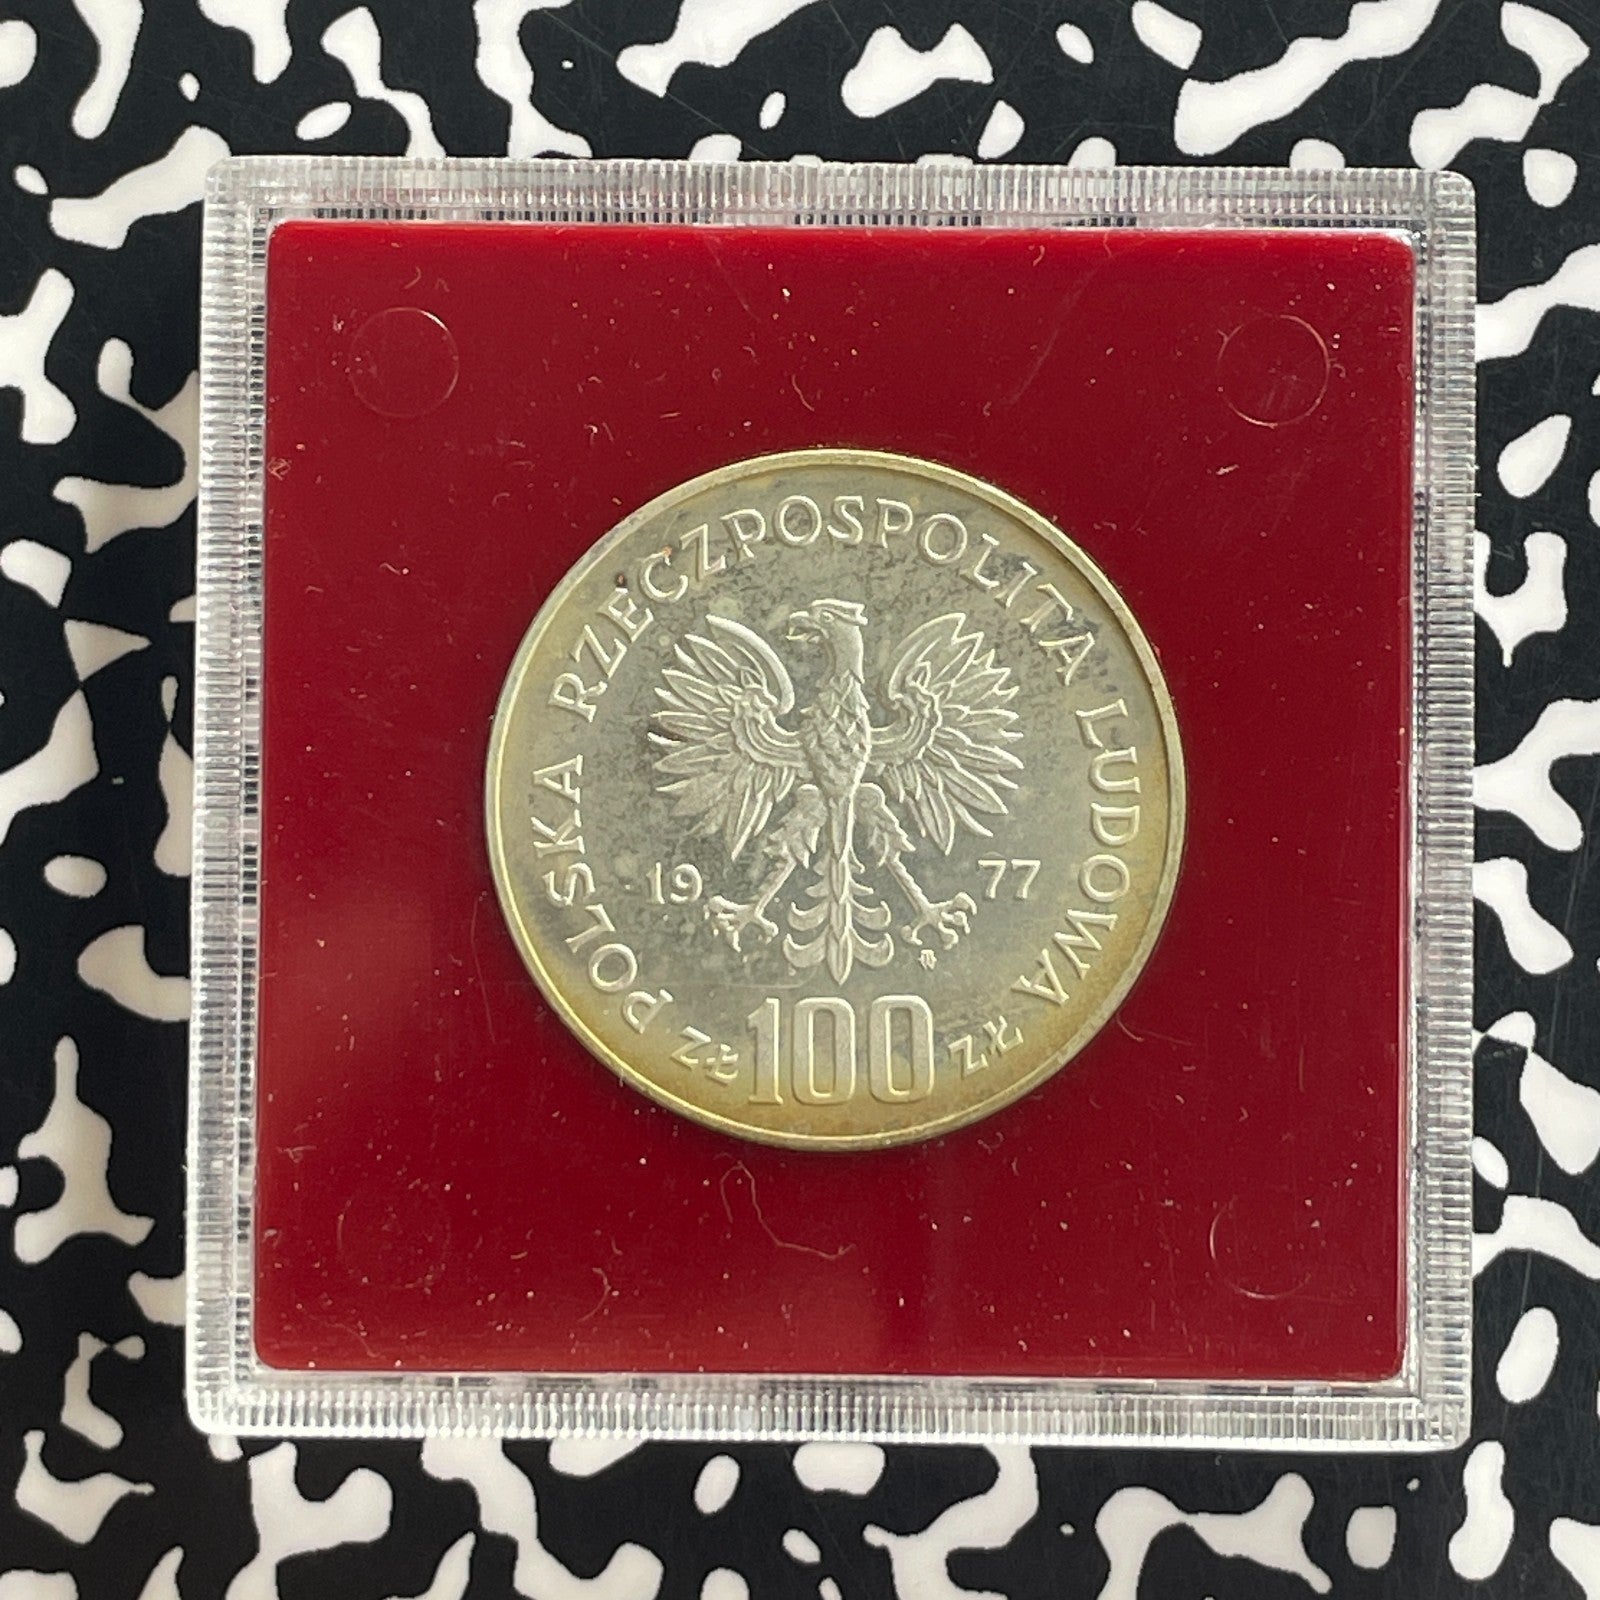 POLSKA RZECZPOSPOLITA LUDOWA
19 77
ZŁ 100 ZŁ